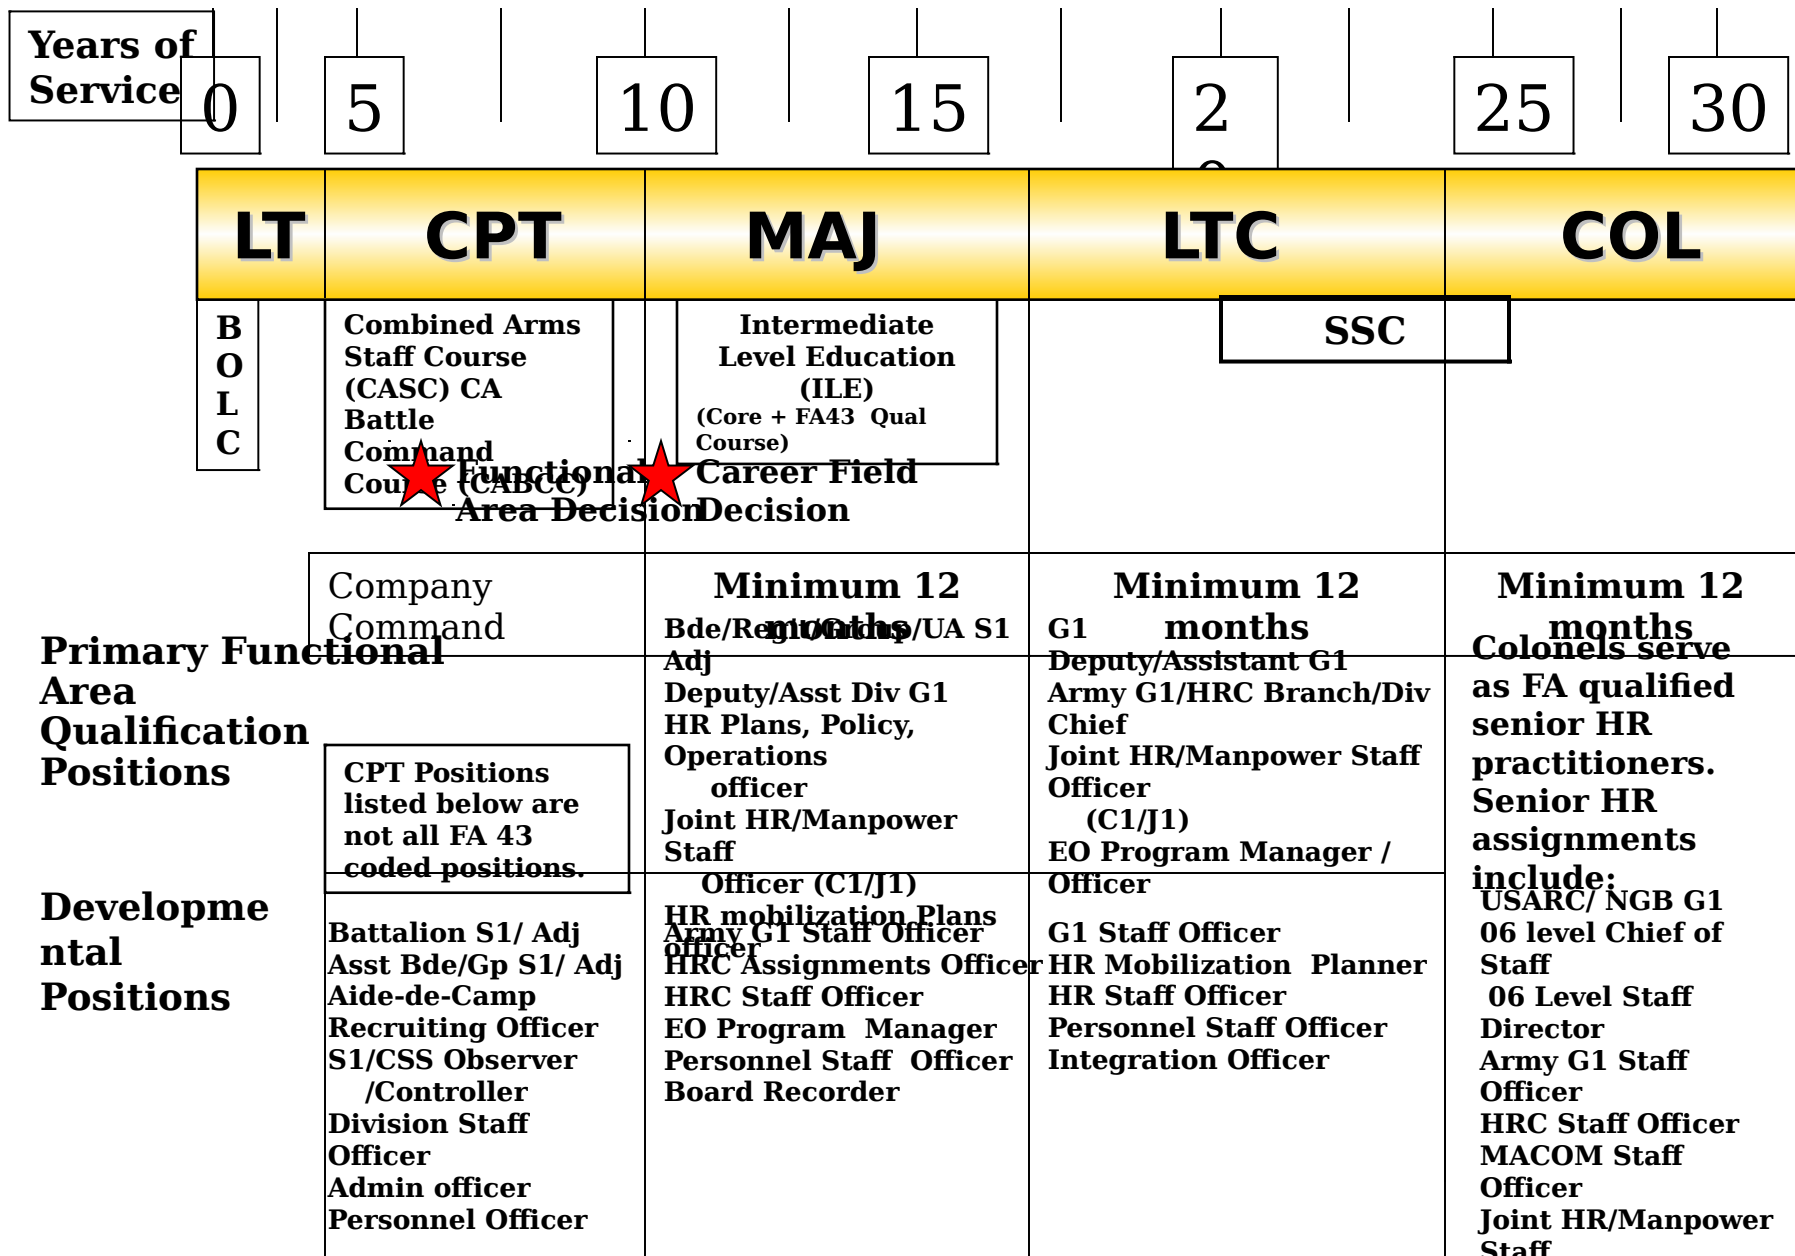 Years of
Service
0
5
10
15
2
0
25
30
LT
CPT
MAJ
LTC
COL
B
O
L
C
Combined Arms
Staff Course
(CASC) CA
Battle
Command
Course (CABCC)
Intermediate
Level Education
(ILE)
(Core + FA43  Qual
Course)
SSC
Functional
Area Decision
Career Field
Decision
Company
Command
Minimum 12
months
Minimum 12
months
Minimum 12
months
Primary Functional
Area
Qualification
Positions
CPT Positions
listed below are
not all FA 43
coded positions.
Bde/Regt/Group/UA S1
Adj
Deputy/Asst Div G1
HR Plans, Policy,
Operations
officer
Joint HR/Manpower
Staff
Officer (C1/J1)
HR mobilization Plans
officer
G1
Deputy/Assistant G1
Army G1/HRC Branch/Div
Chief
Joint HR/Manpower Staff
Officer
(C1/J1)
EO Program Manager /
Officer
Colonels serve
as FA qualified
senior HR
practitioners.
Senior HR
assignments
include:
Developme
ntal
Positions
Battalion S1/ Adj
Asst Bde/Gp S1/ Adj
Aide-de-Camp
Recruiting Officer
S1/CSS Observer
/Controller
Division Staff
Officer
Admin officer
Personnel Officer
Army G1 Staff Officer
HRC Assignments Officer
HRC Staff Officer
EO Program  Manager
Personnel Staff  Officer
Board Recorder
G1 Staff Officer
HR Mobilization  Planner
HR Staff Officer
Personnel Staff Officer
Integration Officer
USARC/ NGB G1
06 level Chief of
Staff
06 Level Staff
Director
Army G1 Staff
Officer
HRC Staff Officer
MACOM Staff
Officer
Joint HR/Manpower
Staff